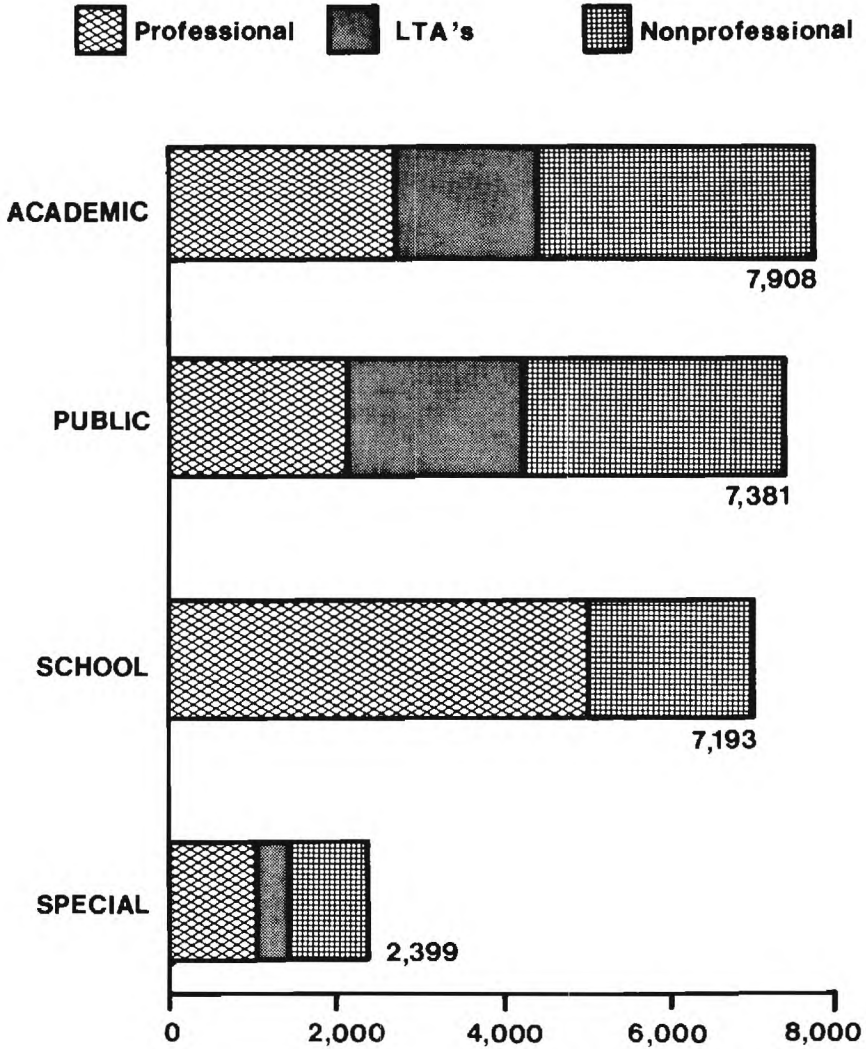 Professional LTA's Nonprofessional
ACADEMIC
7,908
PUBLIC
7,381
SCHOOL
7,193
SPECIAL
2,399
0 2,000 4,000 6,000 8,000